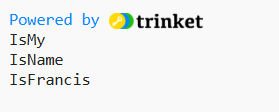 Powered by trinket
IsMy
IsName
IsFrancis